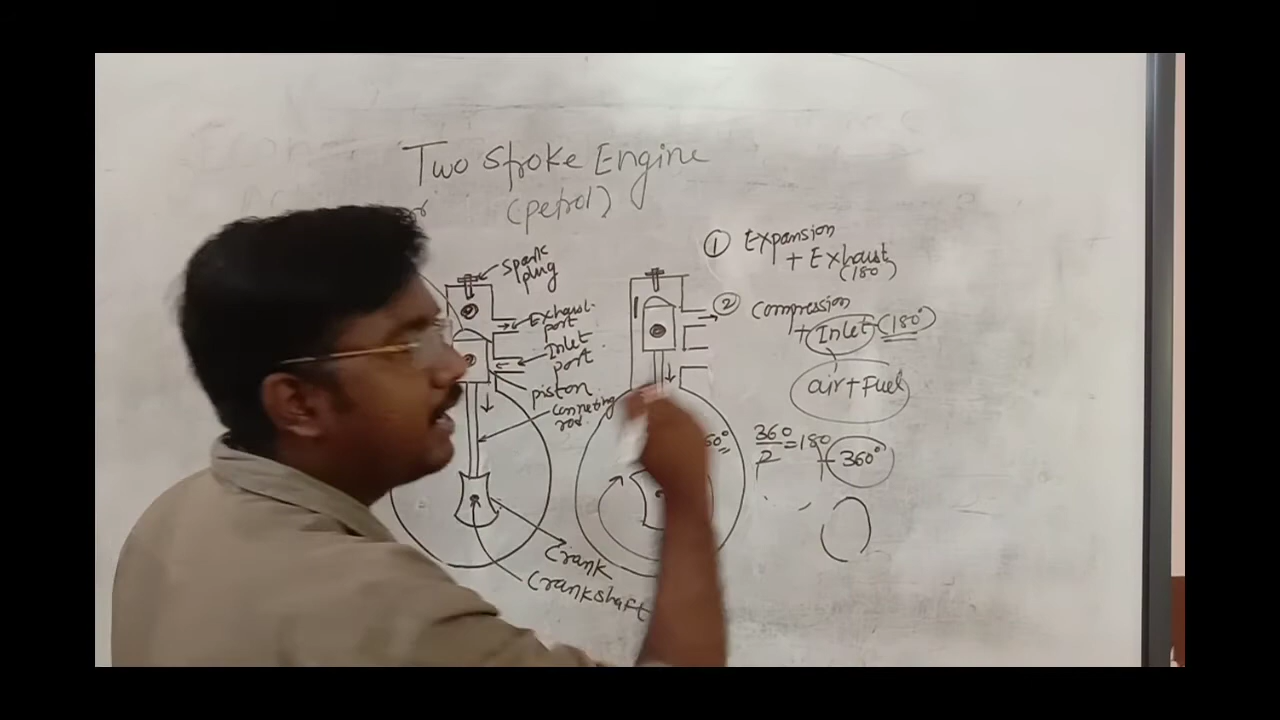 Two Stroke Engine
(petrol)
Spark
plug
Exhaust
port
Inlet
port
piston
rod
Crank
Crankshaft
① Expansion
+ Exhaust
(180°)
② Compression
+ Inlet (180°)
air + Fuel
360/2 = 180
360°